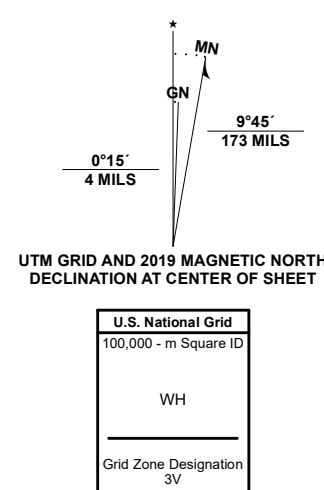 MN
GN
9°45´
173 MILS
0°15´
4 MILS
UTM GRID AND 2019 MAGNETIC NORTH
DECLINATION AT CENTER OF SHEET
U.S. National Grid
100,000 - m Square ID
WH
Grid Zone Designation
3V